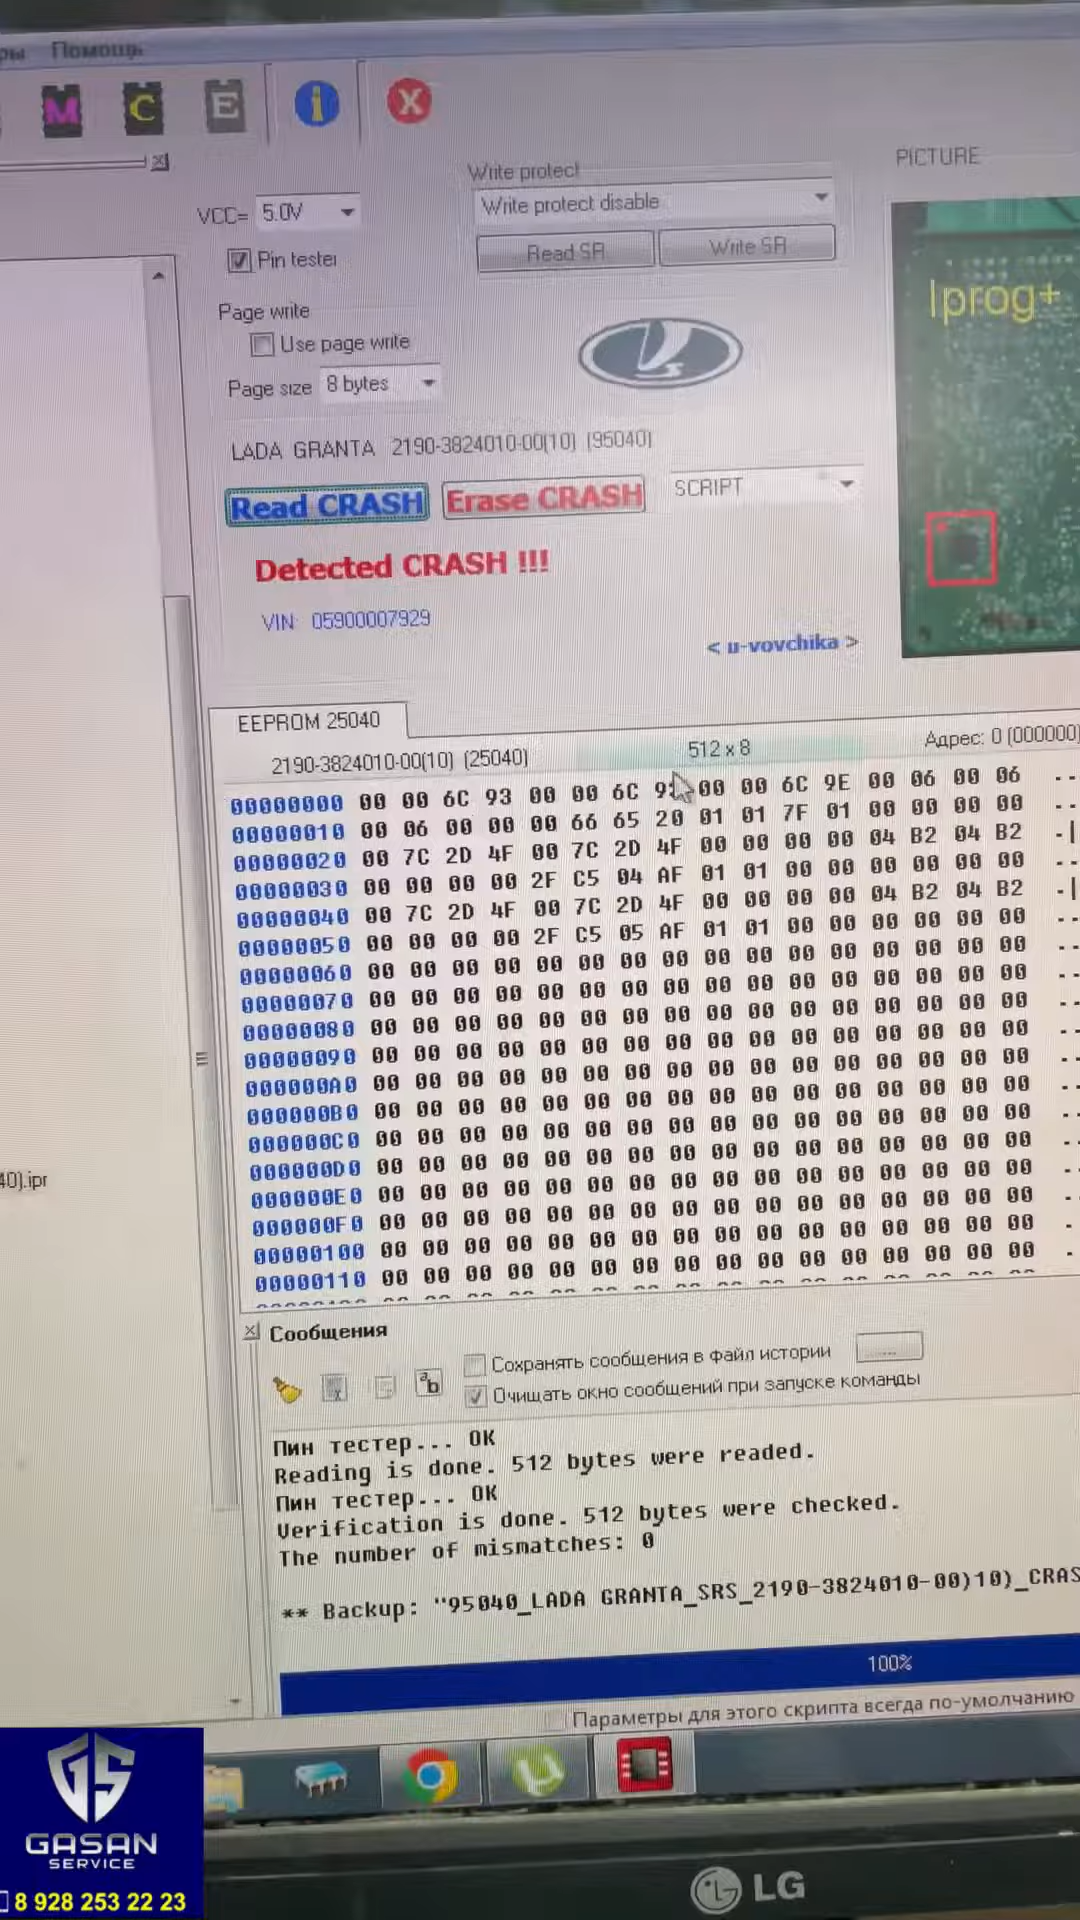 Помощь
M C E i X
PICTURE
Write protect
VCC= 5.0V
Write protect disable
Pin tester
Read SR Write SR
Iprog+
Page write
Use page write
Page size 8 bytes
LADA GRANTA 2190-3824010-00(10) (95040)
Read CRASH Erase CRASH SCRIPT
Detected CRASH !!!
VIN: 05900007929
< u-vovchika >
EEPROM 25040
2190-3824010-00(10) (25040) 512 x 8 Адрес: 0 (000000)
00000000 00 00 6C 93 00 00 6C 00 00 6C 9E 00 06 00 06
00000010 00 06 00 00 00 66 65 20 01 01 7F 01 00 00 00 00
00000020 00 7C 2D 4F 00 7C 2D 4F 00 00 00 00 04 B2 04 B2
00000030 00 00 00 00 2F C5 04 AF 01 01 00 00 00 00 00 00
00000040 00 7C 2D 4F 00 7C 2D 4F 00 00 00 00 04 B2 04 B2
00000050 00 00 00 00 2F C5 05 AF 01 01 00 00 00 00 00 00
00000060 00 00 00 00 00 00 00 00 00 00 00 00 00 00 00 00
00000070 00 00 00 00 00 00 00 00 00 00 00 00 00 00 00 00
00000080 00 00 00 00 00 00 00 00 00 00 00 00 00 00 00 00
00000090 00 00 00 00 00 00 00 00 00 00 00 00 00 00 00 00
000000A0 00 00 00 00 00 00 00 00 00 00 00 00 00 00 00 00
000000B0 00 00 00 00 00 00 00 00 00 00 00 00 00 00 00 00
000000C0 00 00 00 00 00 00 00 00 00 00 00 00 00 00 00 00
000000D0 00 00 00 00 00 00 00 00 00 00 00 00 00 00 00 00
000000E0 00 00 00 00 00 00 00 00 00 00 00 00 00 00 00 00
000000F0 00 00 00 00 00 00 00 00 00 00 00 00 00 00 00 00
00000100 00 00 00 00 00 00 00 00 00 00 00 00 00 00 00 00
00000110 00 00 00 00 00 00 00 00 00 00 00 00 00 00 00 00
40).ipr
Сообщения
Сохранять сообщения в файл истории ......
Очищать окно сообщений при запуске команды
Пин тестер... OK
Reading is done. 512 bytes were readed.
Пин тестер... OK
Verification is done. 512 bytes were checked.
The number of mismatches: 0
** Backup: "95040_LADA GRANTA_SRS_2190-3824010-00)10)_CRAS
100%
Параметры для этого скрипта всегда по-умолчанию
GS
GASAN
SERVICE
8 928 253 22 23
LG